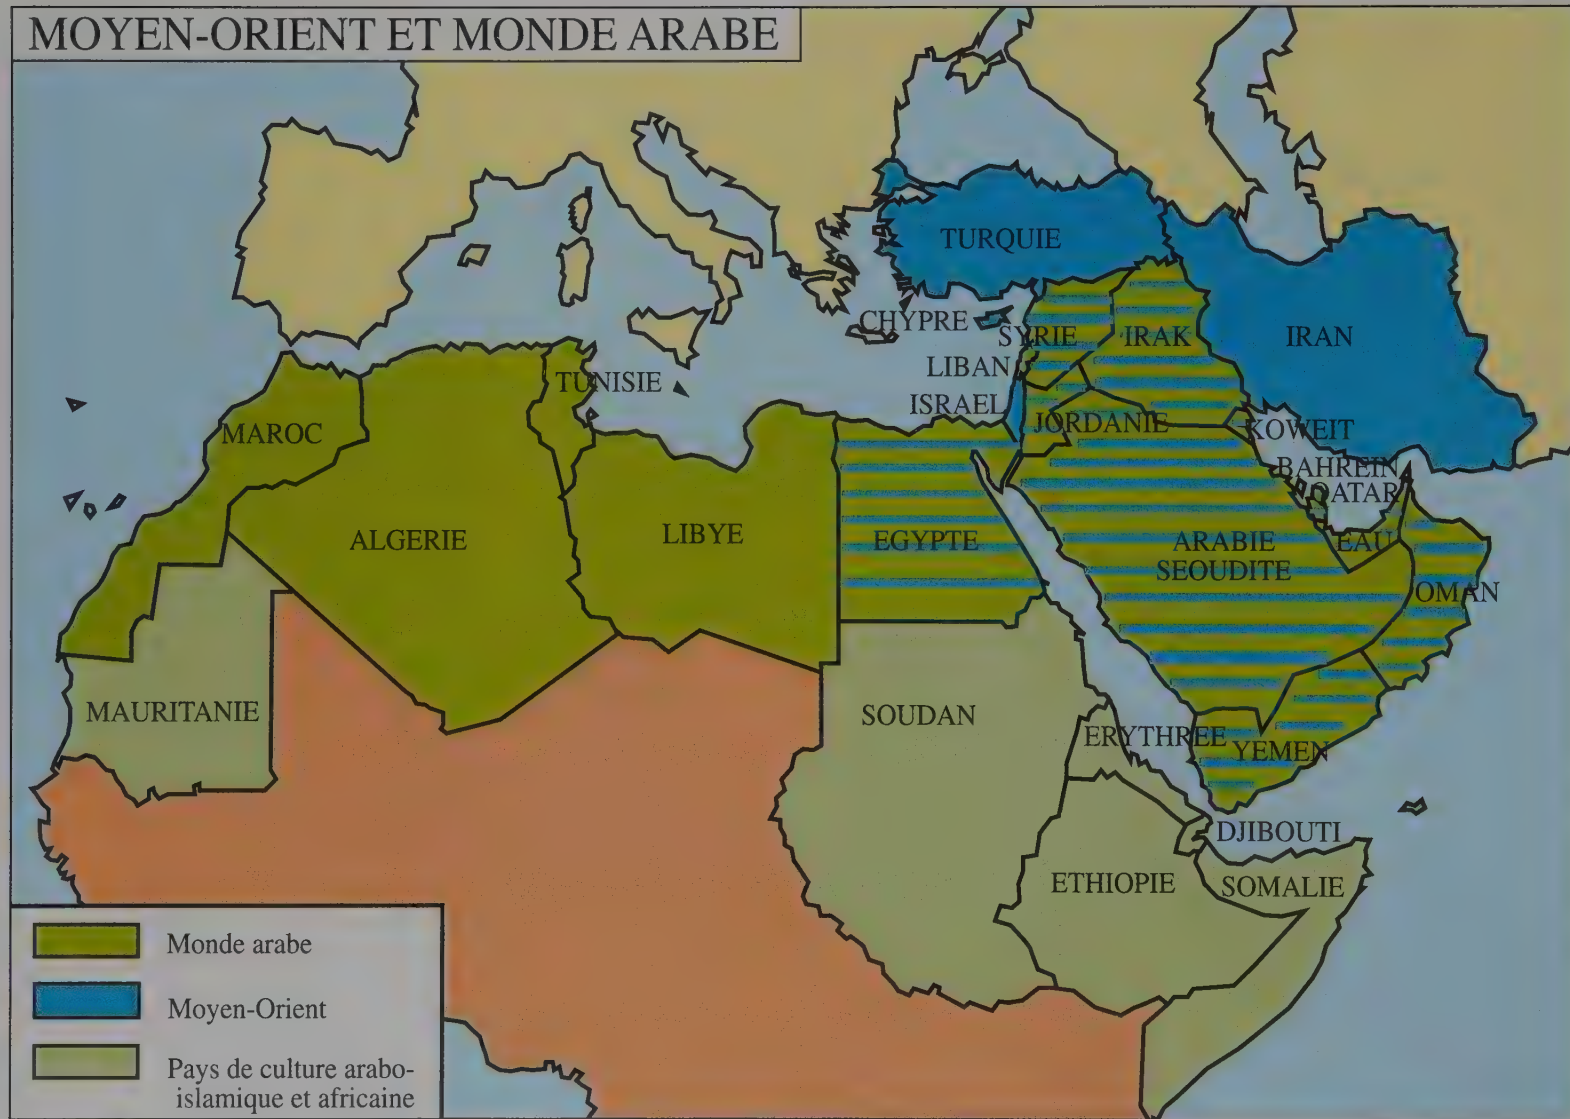 MOYEN-ORIENT ET MONDE ARABE
TURQUIE
CHYPRE
SYRIE
IRAK
IRAN
LIBAN
TUNISIE
ISRAEL
JORDANIE
KOWEIT
MAROC
BAHREIN
QATAR
ALGERIE
LIBYE
EGYPTE
ARABIE
SEOUDITE
EAU
OMAN
MAURITANIE
SOUDAN
ERYTHREE
YEMEN
DJIBOUTI
ETHIOPIE
SOMALIE
Monde arabe
Moyen-Orient
Pays de culture arabo-
islamique et africaine